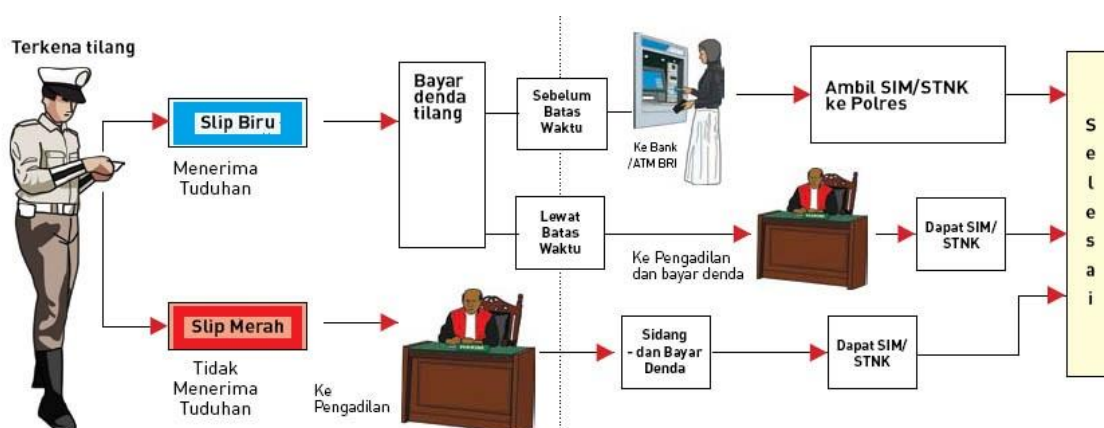 Terkena tilang
Slip Biru
Menerima
Tuduhan
Bayar
denda
tilang
Sebelum
Batas
Waktu
Ke Bank
/ATM BRI
Ambil SIM/STNK
ke Polres
Lewat
Batas
Waktu
Ke Pengadilan
dan bayar denda
Dapat SIM/
STNK
Slip Merah
Tidak
Menerima
Tuduhan
Ke
Pengadilan
Sidang
- dan Bayar
Denda
Dapat SIM/
STNK
Selesai